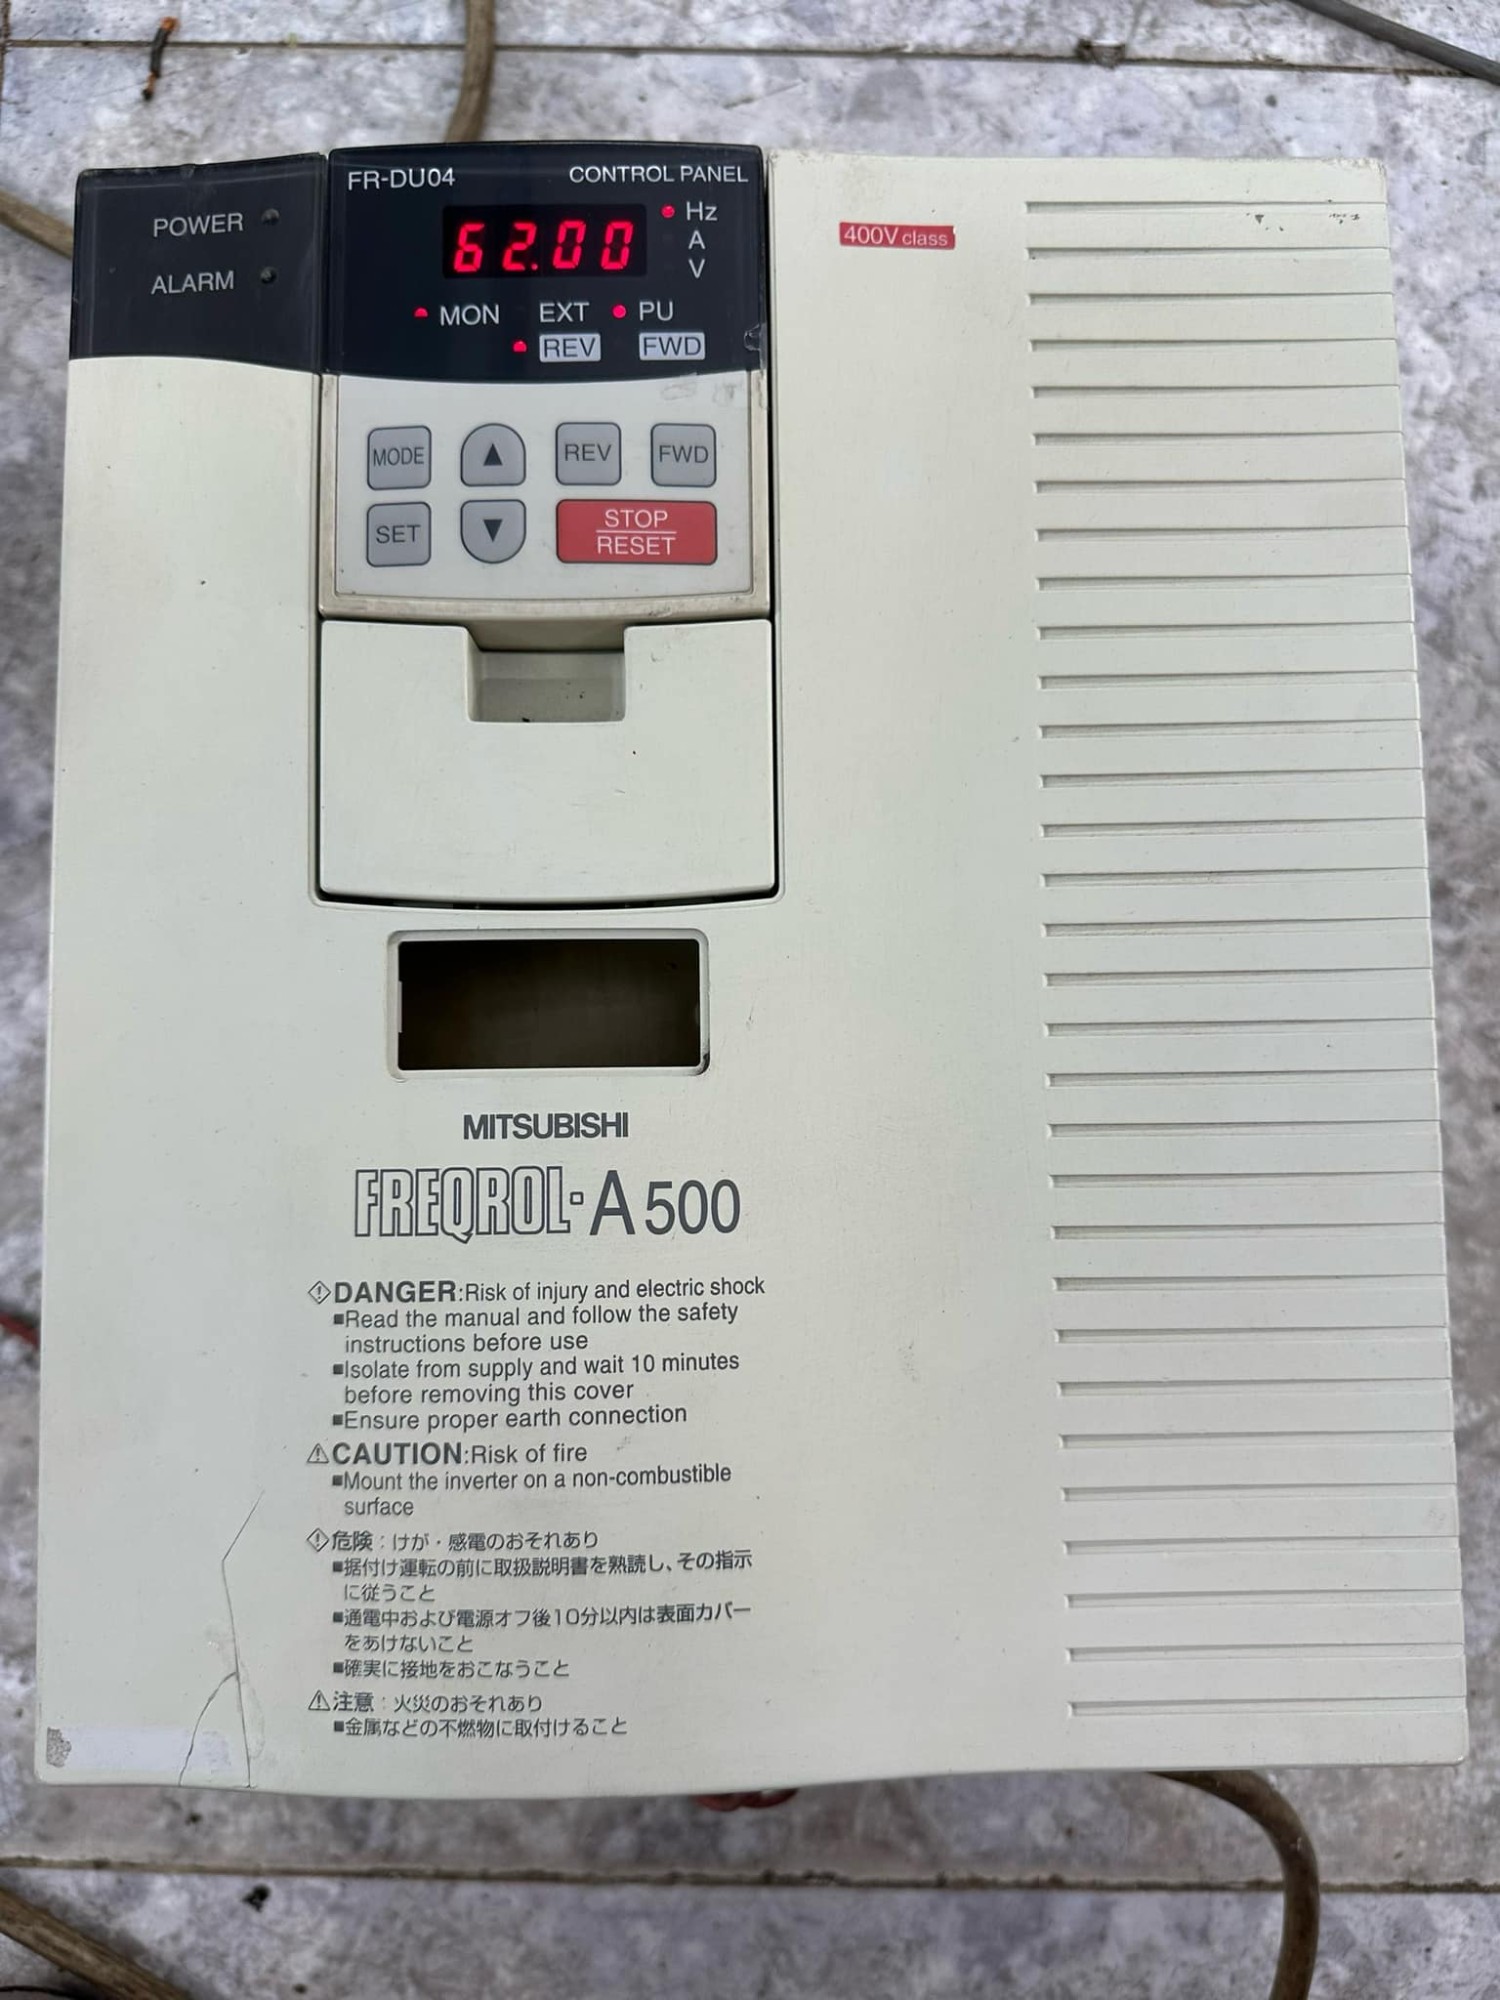 FR-DU04 CONTROL PANEL
POWER
ALARM
62.00
Hz
A
V
MON EXT PU
REV FWD
400V class
MODE ▲ REV FWD
SET ▼ STOP
RESET
MITSUBISHI
FREQROL-A500
DANGER:Risk of injury and electric shock
■Read the manual and follow the safety
instructions before use
■Isolate from supply and wait 10 minutes
before removing this cover
■Ensure proper earth connection
CAUTION:Risk of fire
■Mount the inverter on a non-combustible
surface
危険：けが・感電のおそれあり
■据付け運転の前に取扱説明書を熟読し、その指示
に従うこと
■通電中および電源オフ後10分以内は表面カバー
をあけないこと
■確実に接地をおこなうこと
注意：火災のおそれあり
■金属などの不燃物に取付けること